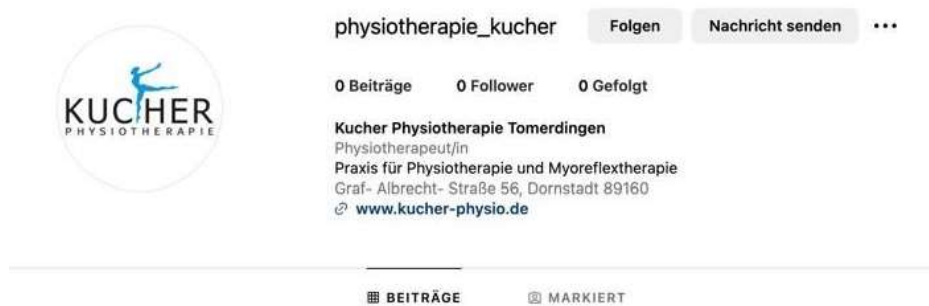 KUCHER
PHYSIOTHERAPIE
physiotherapie_kucher Folgen Nachricht senden
0 Beiträge 0 Follower 0 Gefolgt
Kucher Physiotherapie Tomerdingen
Physiotherapeut/in
Praxis für Physiotherapie und Myoreflextherapie
Graf- Albrecht- Straße 56, Dornstadt 89160
www.kucher-physio.de
BEITRÄGE MARKIERT